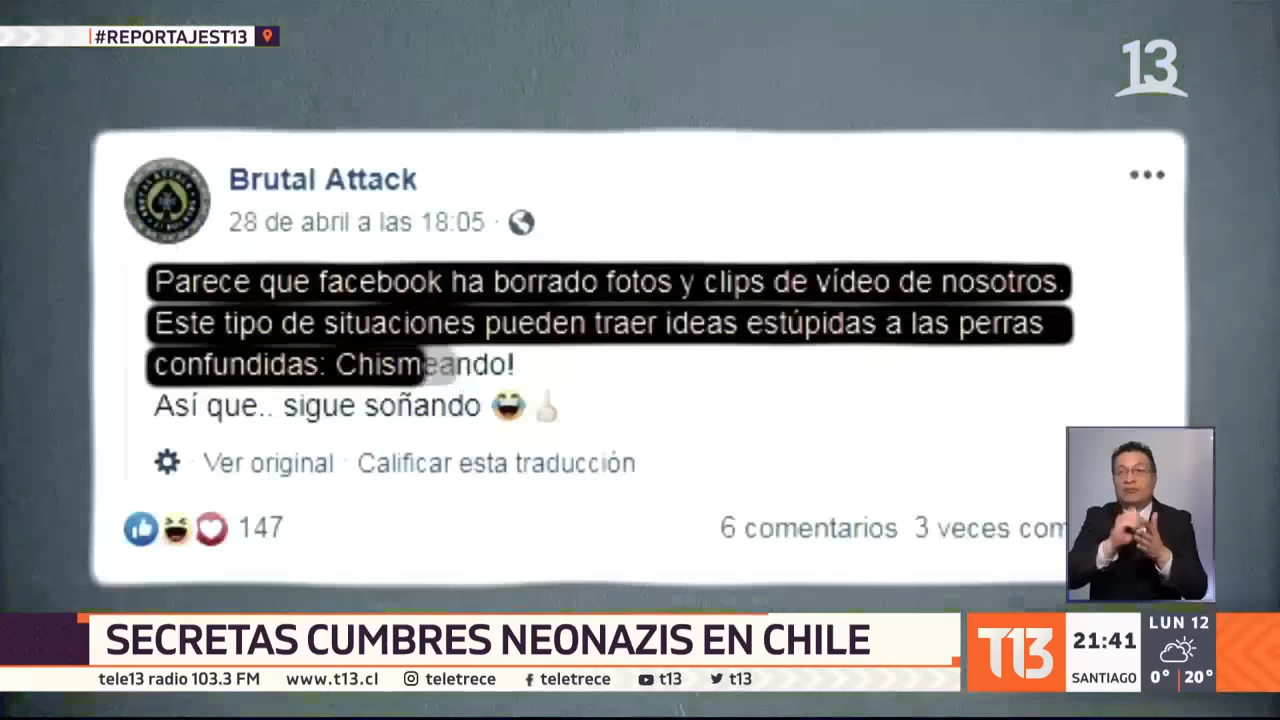 #REPORTAJEST13
13
Brutal Attack
28 de abril a las 18:05 ·
Parece que facebook ha borrado fotos y clips de vídeo de nosotros.
Este tipo de situaciones pueden traer ideas estúpidas a las perras
confundidas: Chismeando!
Así que.. sigue soñando
· Ver original · Calificar esta traducción
147
6 comentarios 3 veces com
SECRETAS CUMBRES NEONAZIS EN CHILE
T13
21:41
SANTIAGO
LUN 12
0° 20°
tele13 radio 103.3 FM www.t13.cl teletrece teletrece t13 t13